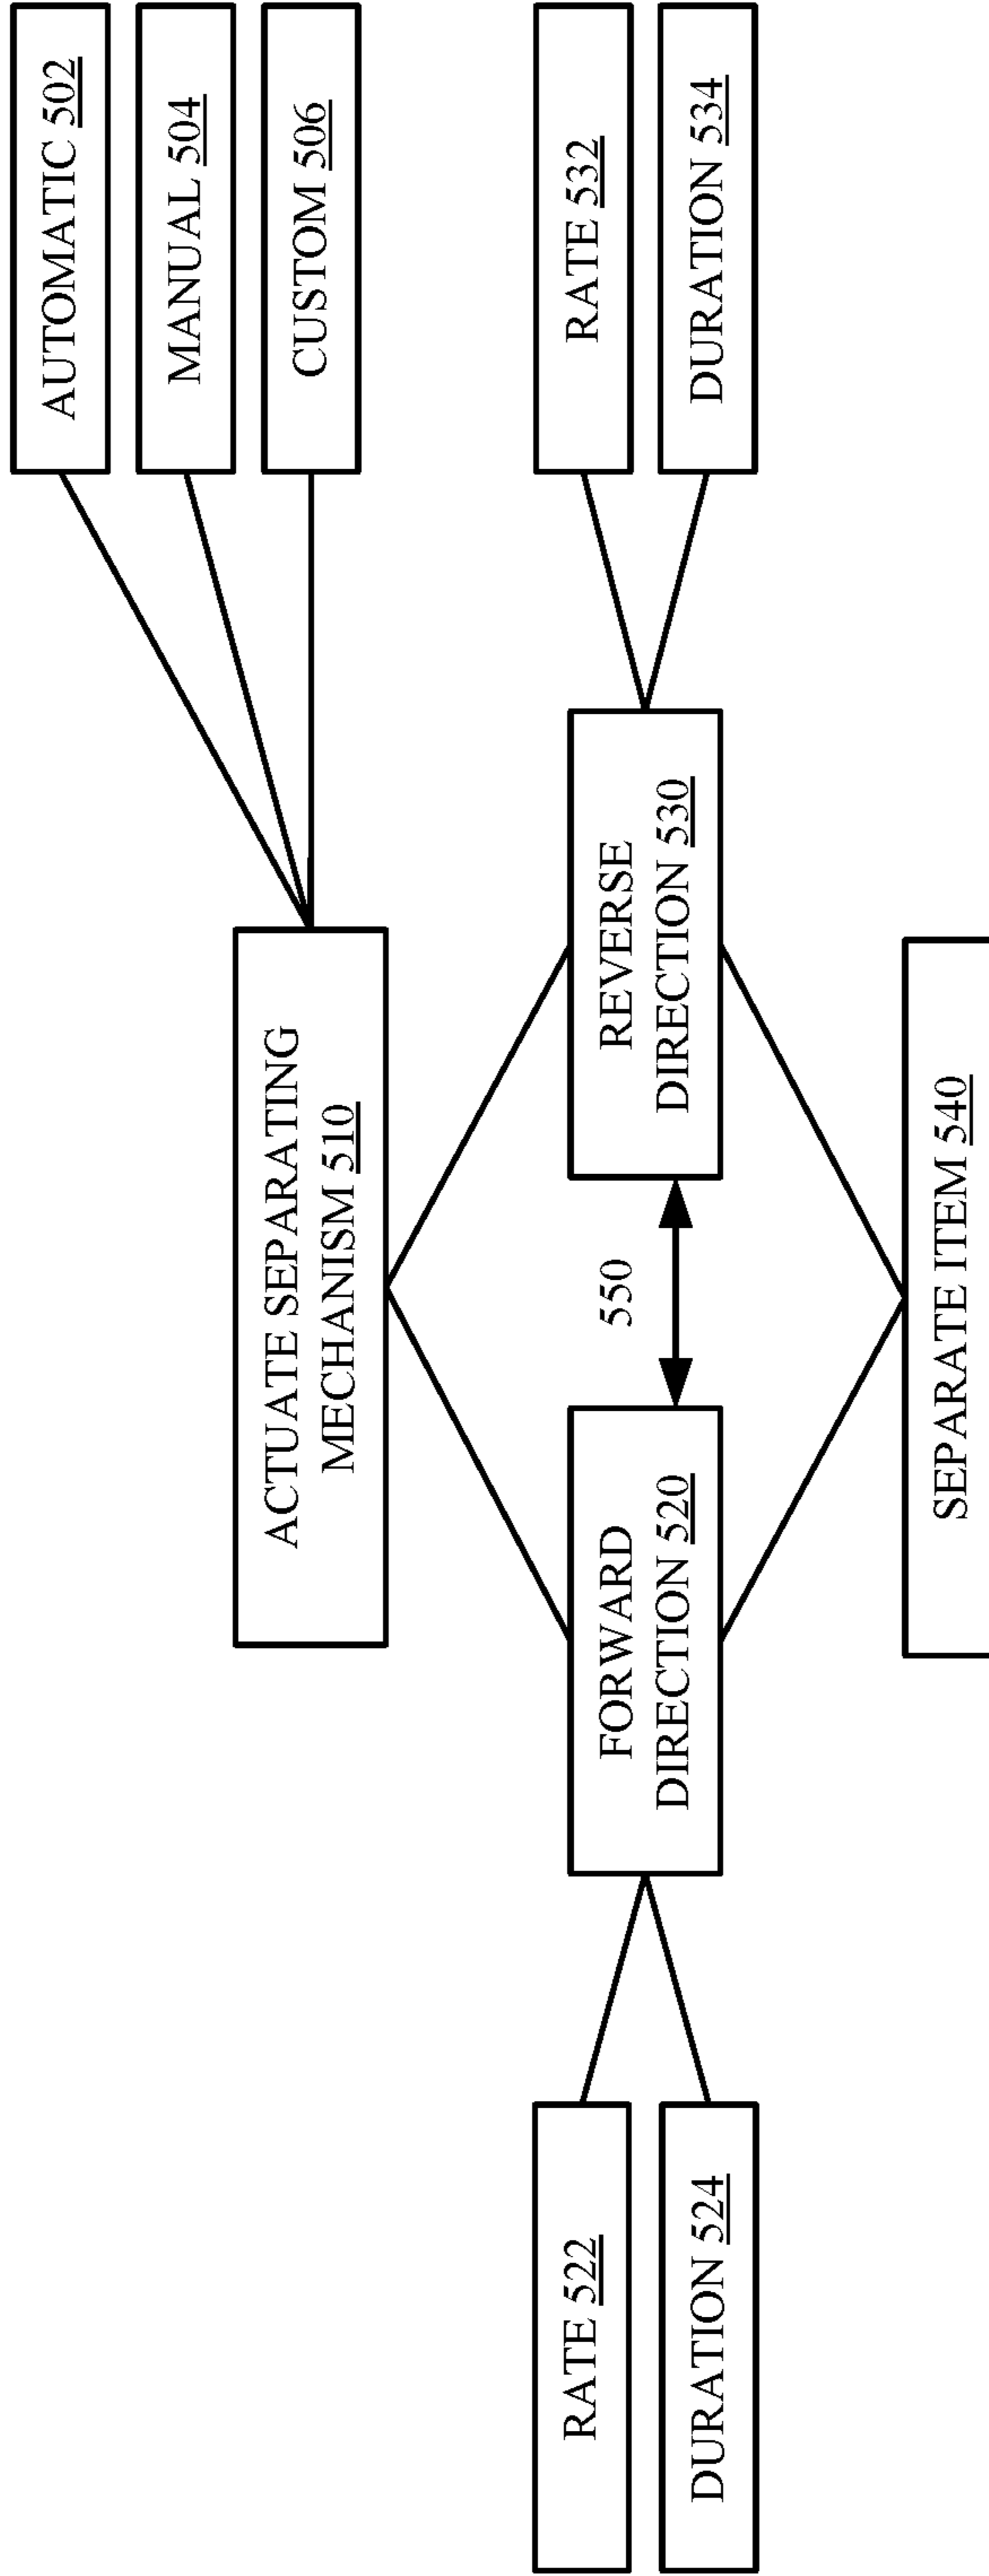 AUTOMATIC 502
MANUAL 504
CUSTOM 506
ACTUATE SEPARATING
MECHANISM 510
RATE 522
DURATION 524
FORWARD
DIRECTION 520
550
REVERSE
DIRECTION 530
RATE 532
DURATION 534
SEPARATE ITEM 540